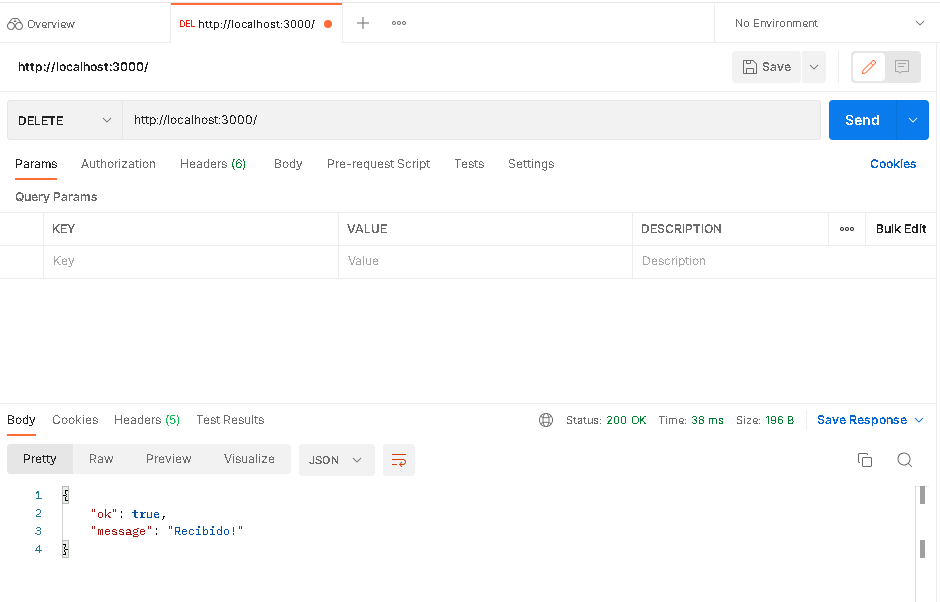 Overview
DEL http://localhost:3000/
No Environment
http://localhost:3000/
Save
DELETE
http://localhost:3000/
Send
Params Authorization Headers (6) Body Pre-request Script Tests Settings Cookies
Query Params
KEY VALUE DESCRIPTION Bulk Edit
Key Value Description
Body Cookies Headers (5) Test Results Status: 200 OK Time: 38 ms Size: 196 B Save Response
Pretty Raw Preview Visualize JSON
1 {
2 "ok": true,
3 "message": "Recibido!"
4 }